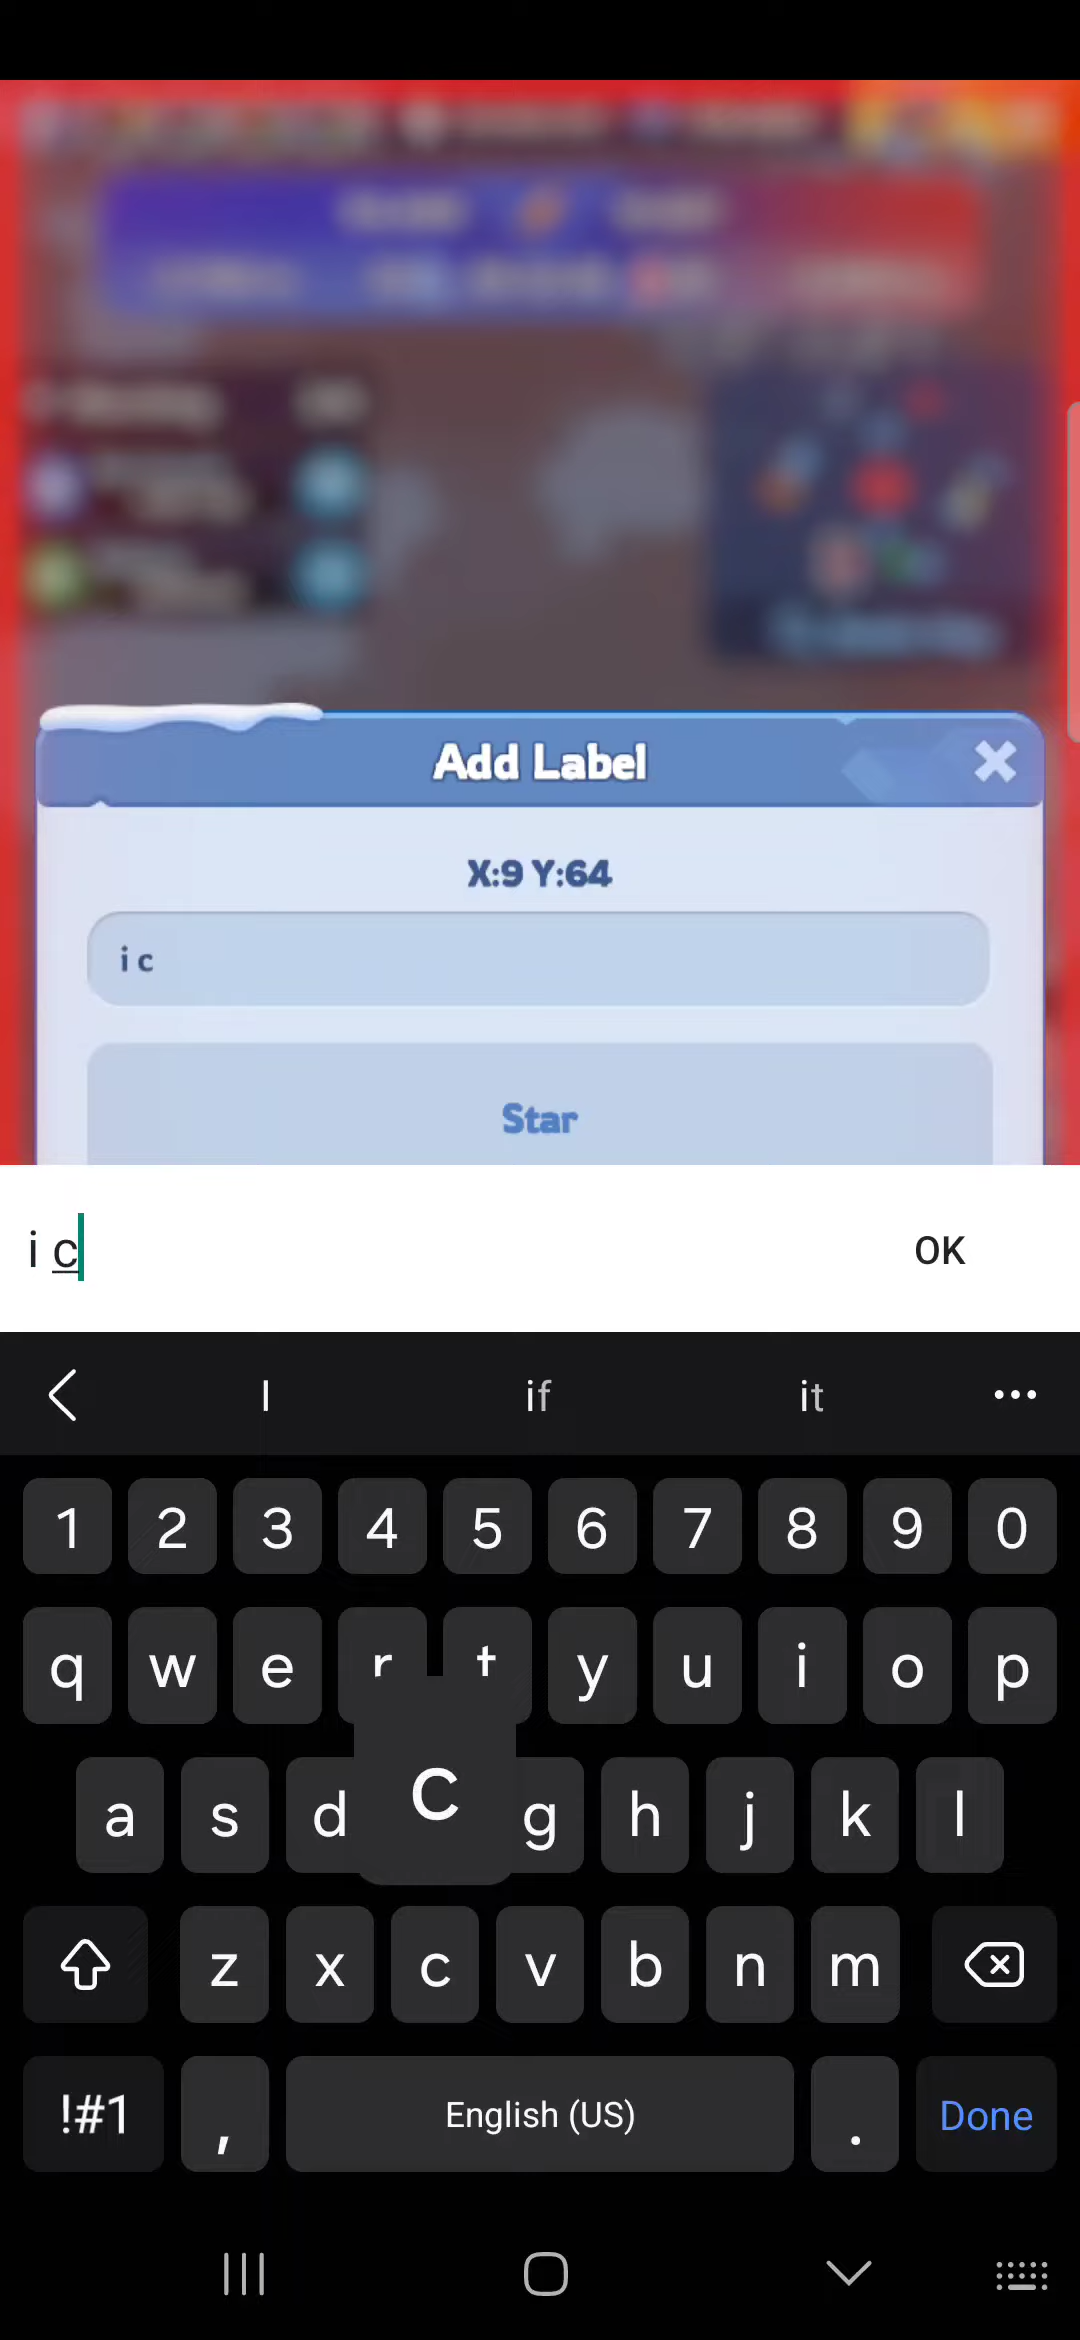 Add Label
X:9 Y:64
i c
Star
i c
OK
I if it
1 2 3 4 5 6 7 8 9 0
q w e r t y u i o p
a s d C g h j k l
z x c v b n m
!#1 , English (US) . Done